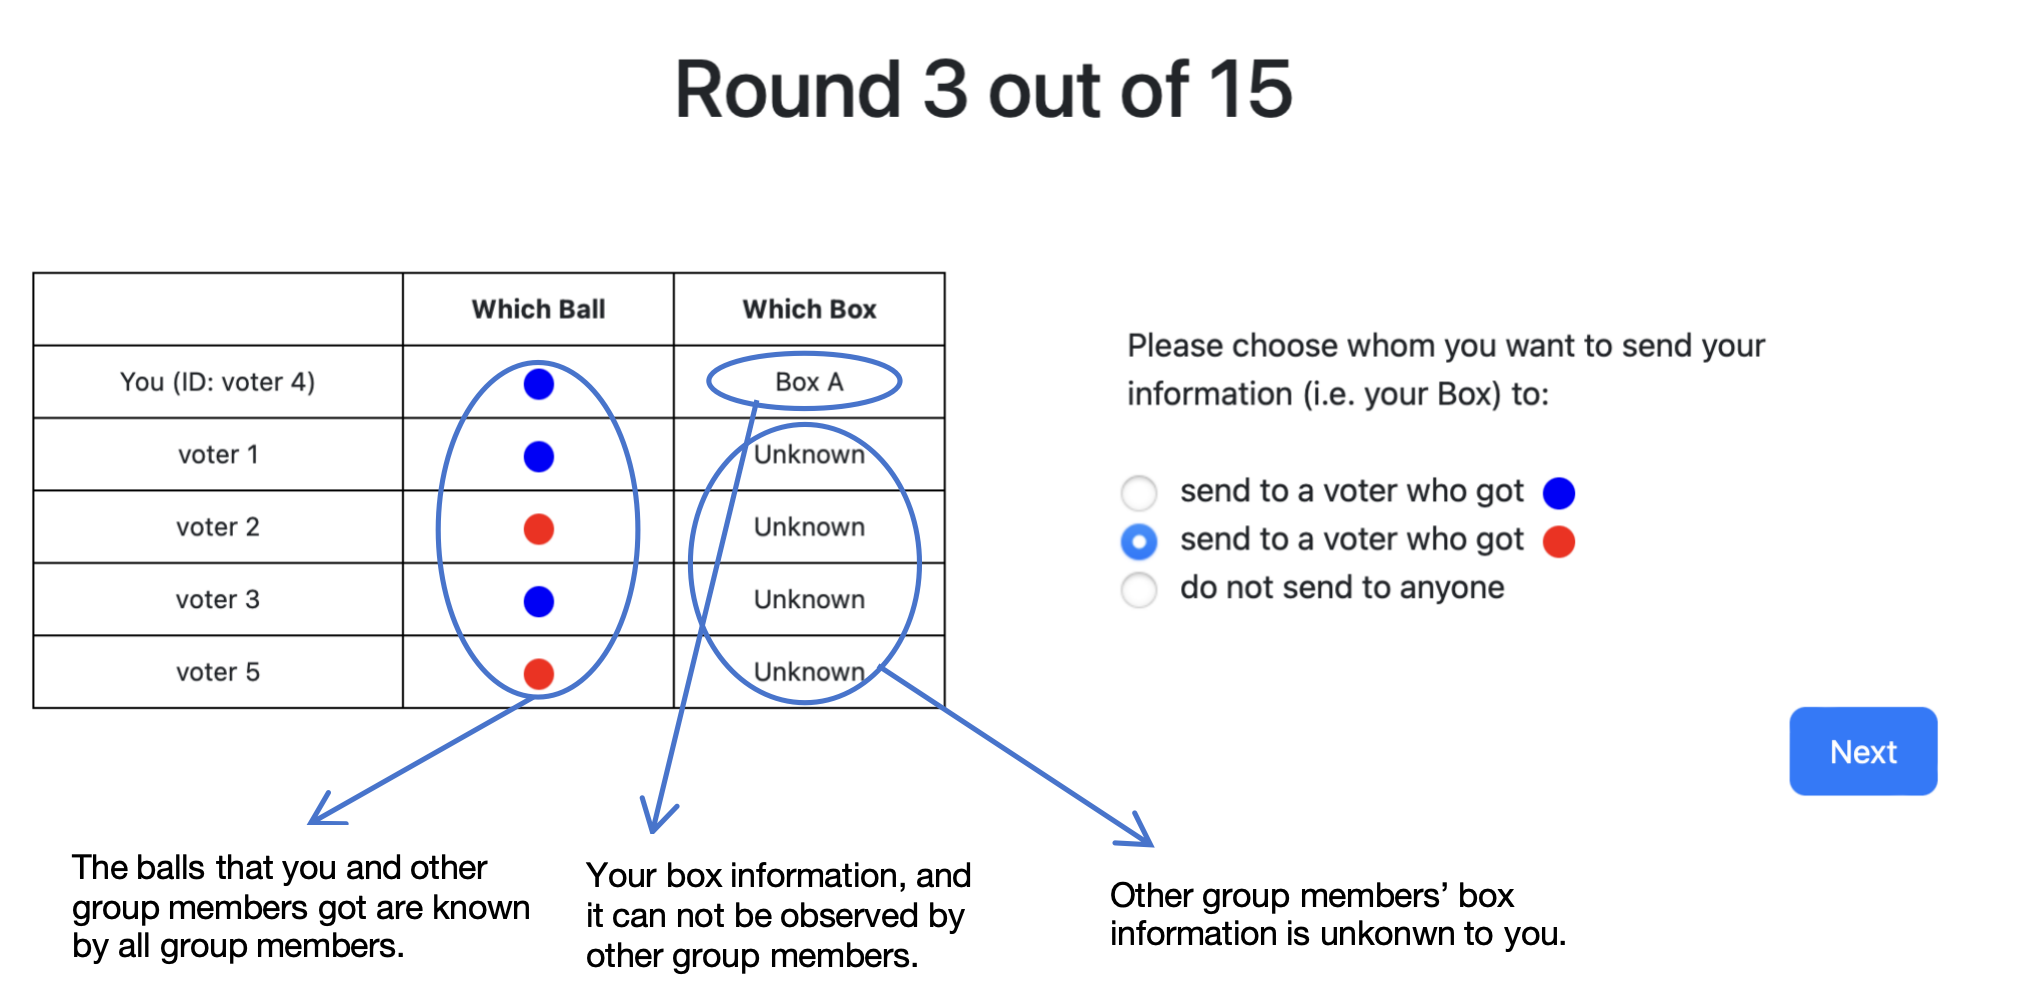 Round 3 out of 15
Which Ball Which Box
You (ID: voter 4) Box A
voter 1 Unknown
voter 2 Unknown
voter 3 Unknown
voter 5 Unknown
Please choose whom you want to send your
information (i.e. your Box) to:
send to a voter who got
send to a voter who got
do not send to anyone
Next
The balls that you and other
group members got are known
by all group members.
Your box information, and
it can not be observed by
other group members.
Other group members’ box
information is unkonwn to you.